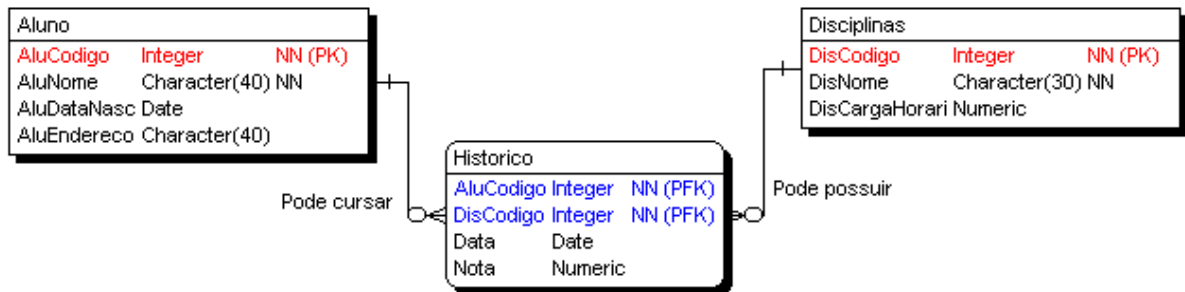 Aluno
AluCodigo Integer NN (PK)
AluNome Character(40) NN
AluDataNasc Date
AluEndereco Character(40)
Disciplinas
DisCodigo Integer NN (PK)
DisNome Character(30) NN
DisCargaHorari Numeric
Pode cursar
Historico
AluCodigo Integer NN (PFK)
DisCodigo Integer NN (PFK)
Data Date
Nota Numeric
Pode possuir